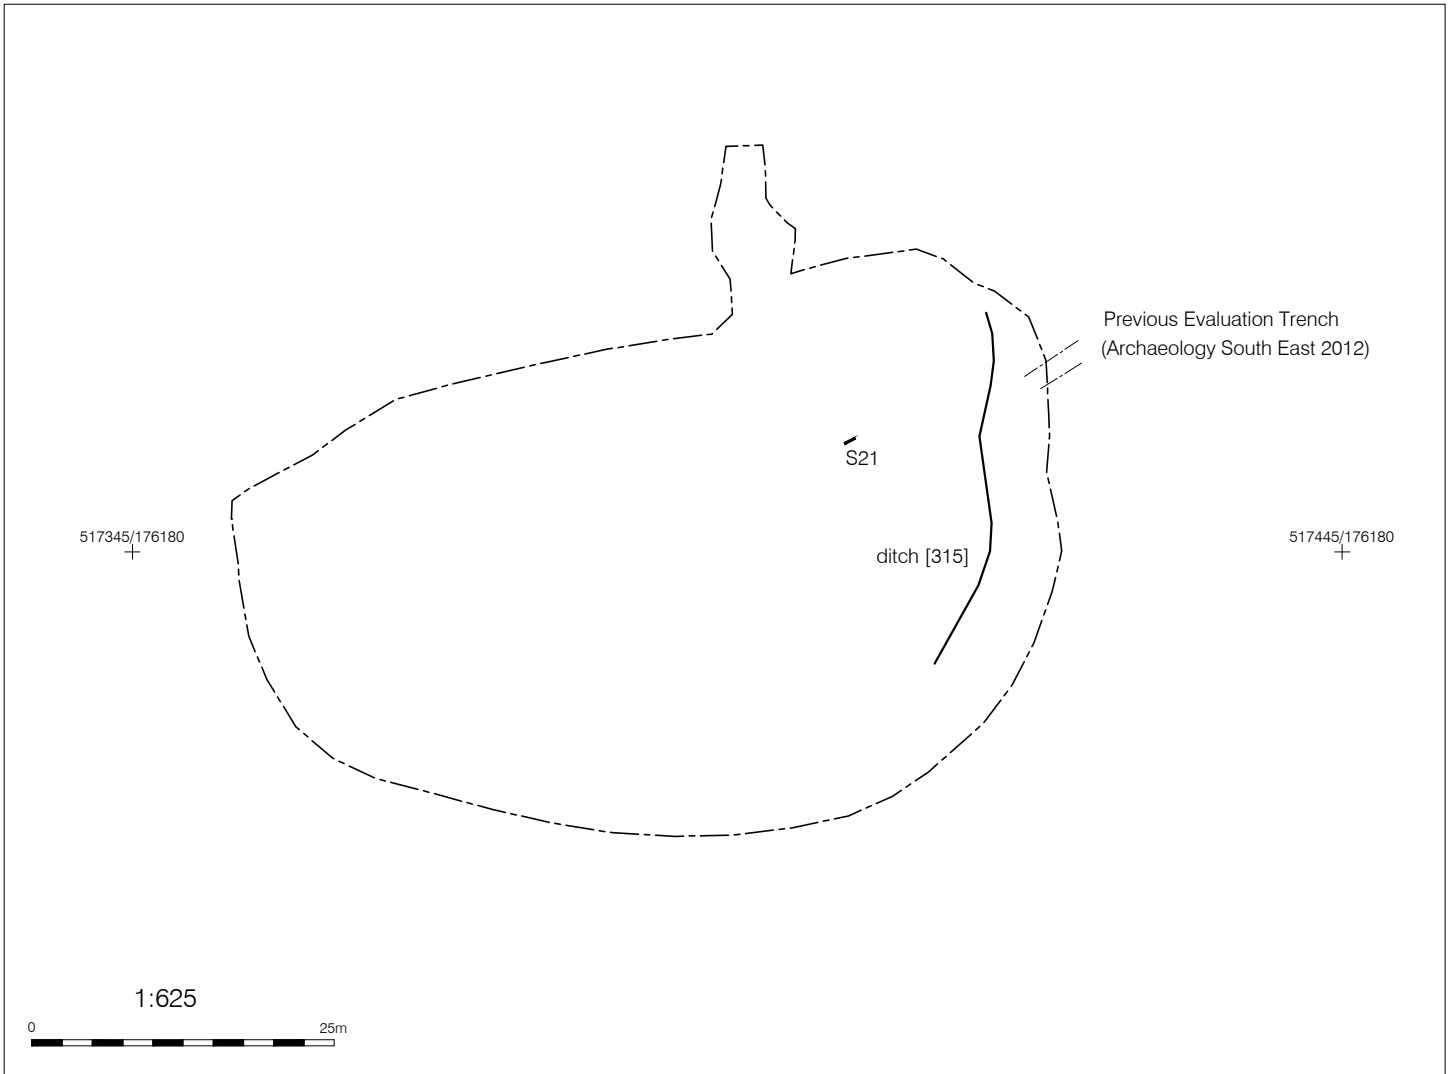 Previous Evaluation Trench
(Archaeology South East 2012)
S21
517345/176180
517445/176180
ditch [315]
1:625
0 25m